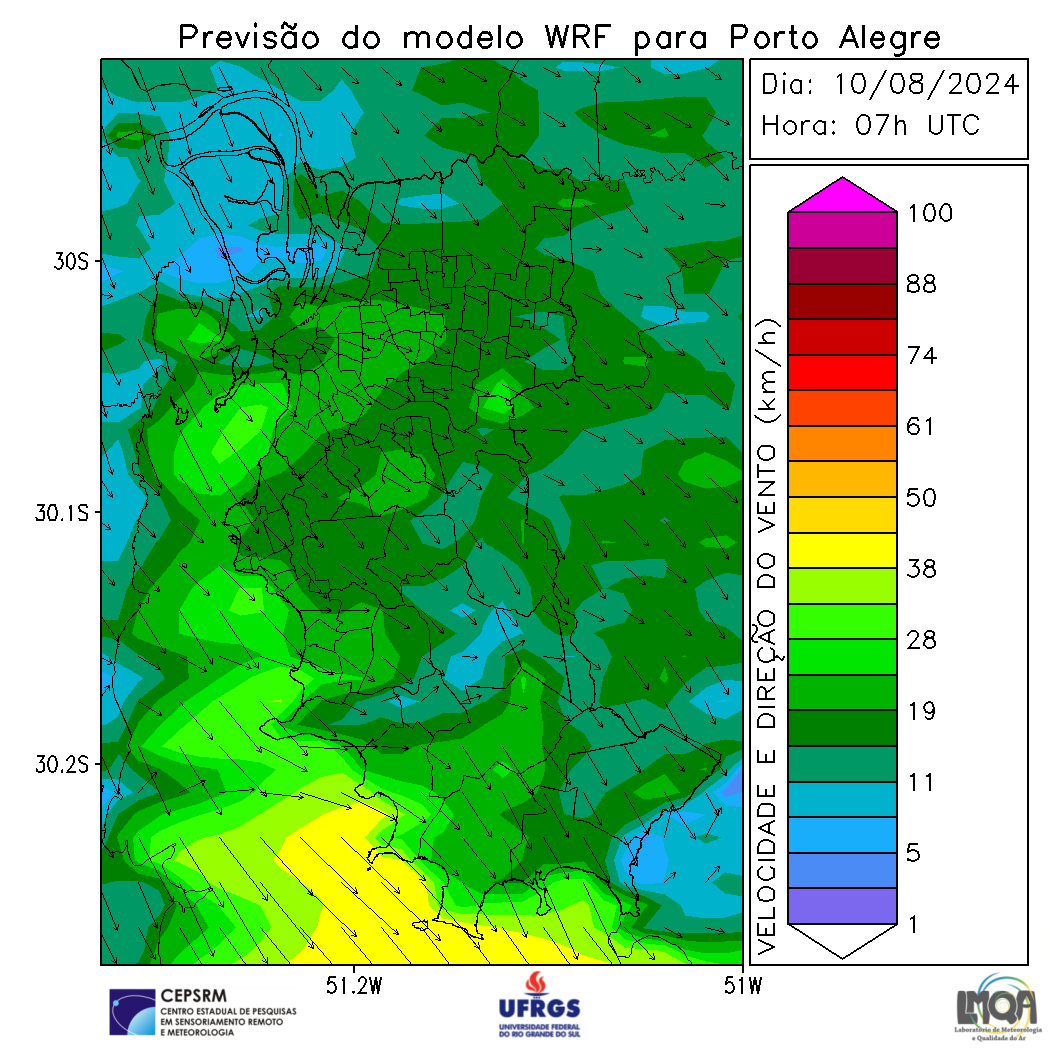 Previsão do modelo WRF para Porto Alegre
Dia: 10/08/2024
Hora: 07h UTC
30S
30.1S
30.2S
51.2W
51W
VELOCIDADE E DIREÇÃO DO VENTO (km/h)
100
88
74
61
50
38
28
19
11
5
1
CEPSRM
CENTRO ESTADUAL DE PESQUISAS
EM SENSORIAMENTO REMOTO
E METEOROLOGIA
UFRGS
UNIVERSIDADE FEDERAL
DO RIO GRANDE DO SUL
LMQA
Laboratório de Meteorologia
e Qualidade do Ar